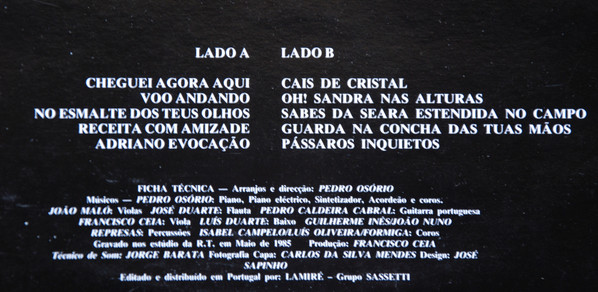 LADO A
CHEGUEI AGORA AQUI
VOO ANDANDO
NO ESMALTE DOS TEUS OLHOS
RECEITA COM AMIZADE
ADRIANO EVOCAÇÃO
LADO B
CAIS DE CRISTAL
OH! SANDRA NAS ALTURAS
SABES DA SEARA ESTENDIDA NO CAMPO
GUARDA NA CONCHA DAS TUAS MÃOS
PÁSSAROS INQUIETOS
FICHA TÉCNICA — Arranjos e direcção: PEDRO OSÓRIO
Músicos — PEDRO OSÓRIO: Piano, Piano eléctrico, Sintetizador, Acordeão e coros.
JOÃO MALÓ: Violas JOSÉ DUARTE: Flauta PEDRO CALDEIRA CABRAL: Guitarra portuguesa
FRANCISCO CEIA: Viola LUÍS DUARTE: Baixo GUILHERME INÊS/JOÃO NUNO
REPRESAS: Percussões ISABEL CAMPELO/LUÍS OLIVEIRA/FORMIGA: Coros
Gravado nos estúdio da R.T. em Maio de 1985 Produção: FRANCISCO CEIA
Técnico de Som: JORGE BARATA Fotografia Capa: CARLOS DA SILVA MENDES Design: JOSÉ
SAPINHO
Editado e distribuído em Portugal por: LAMIRÉ – Grupo SASSETTI